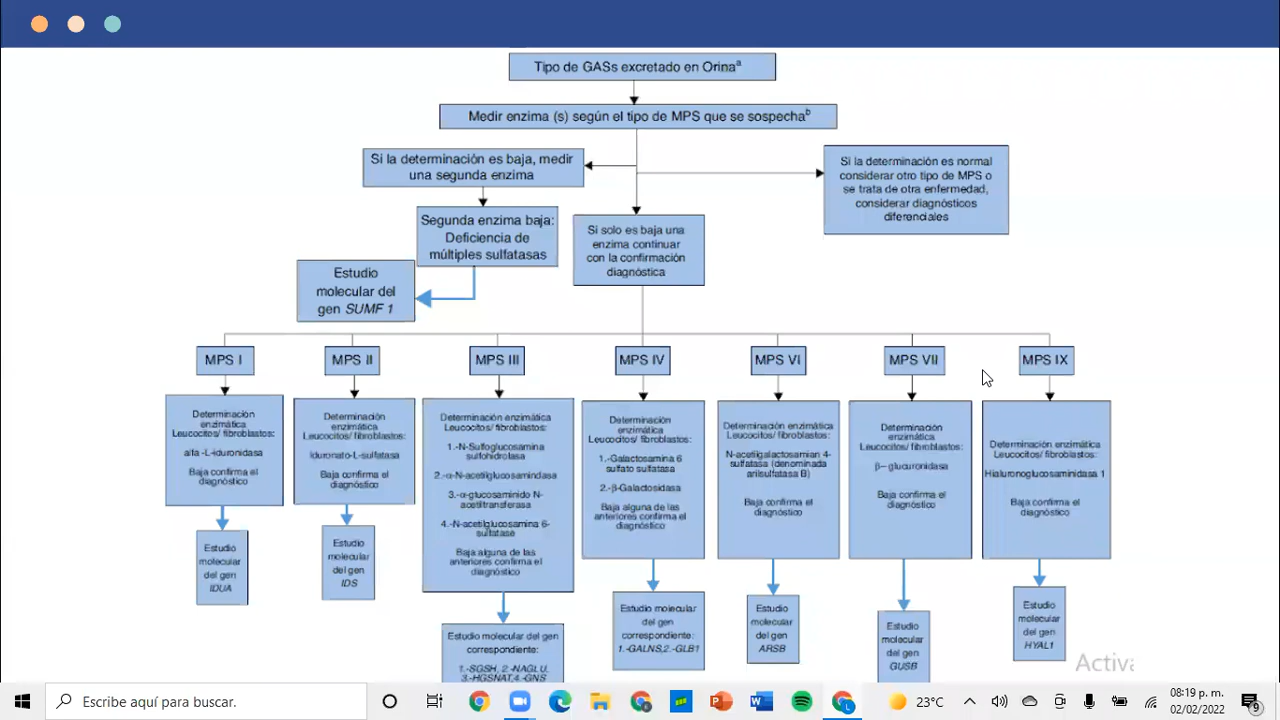 Tipo de GASs excretado en Orinaª
Medir enzima (s) según el tipo de MPS que se sospechaᵇ
Si la determinación es baja, medir
una segunda enzima
Si la determinación es normal
considerar otro tipo de MPS o
se trata de otra enfermedad,
considerar diagnósticos
diferenciales
Segunda enzima baja:
Deficiencia de
múltiples sulfatasas
Si solo es baja una
enzima continuar
con la confirmación
diagnóstica
Estudio
molecular del
gen SUMF 1
MPS I
MPS II
MPS III
MPS IV
MPS VI
MPS VII
MPS IX
Determinación
enzimática
Leucocitos/ fibroblastos:
alfa -L-iduronidasa
Baja confirma el
diagnóstico
Determinación
enzimática
Leucocitos/ fibroblastos:
Iduronato-L-sulfatasa
Baja confirma el
diagnóstico
Determinación enzimática
Leucocitos/ fibroblastos:
1.-N-Sulfoglucosamina
sulfohidrolasa
2.-α-N-acetilglucosamindasa
3.-α-glucosaminido N-
acetiltransferasa
4.-N-acetilglucosamina 6-
sulfatase
Baja alguna de las
anteriores confirma el
diagnóstico
Determinación
enzimática
Leucocitos/ fibroblastos:
1.-Galactosamina 6
sulfato sulfatasa
2.-β-Galactosidasa
Baja alguna de las
anteriores confirma el
diagnóstico
Determinación enzimática
Leucocitos/ fibroblastos:
N-acetilgalactosamian 4-
sulfatasa (denominada
arilsulfatasa B)
Baja confirma el
diagnóstico
Determinación
enzimática
Leucocitos/ fibroblastos:
β– glucuronidasa
Baja confirma el
diagnóstico
Determinación enzimática
Leucocitos/ fibroblastos:
Hialuronoglucosaminidasa 1
Baja confirma el
diagnóstico
Estudio
molecular
del gen
IDUA
Estudio
molecular
del gen
IDS
Estudio molecular del gen
correspondiente:
1.-SGSH, 2.-NAGLU,
3.-HGSNAT,4.-GNS
Estudio molecular
del gen
correspondiente:
1.-GALNS,2.-GLB1
Estudio
molecular
del gen
ARSB
Estudio
molecular
del gen
GUSB
Estudio
molecular
del gen
HYAL1
Activa
Escribe aquí para buscar.
23°C
08:19 p. m.
02/02/2022
9